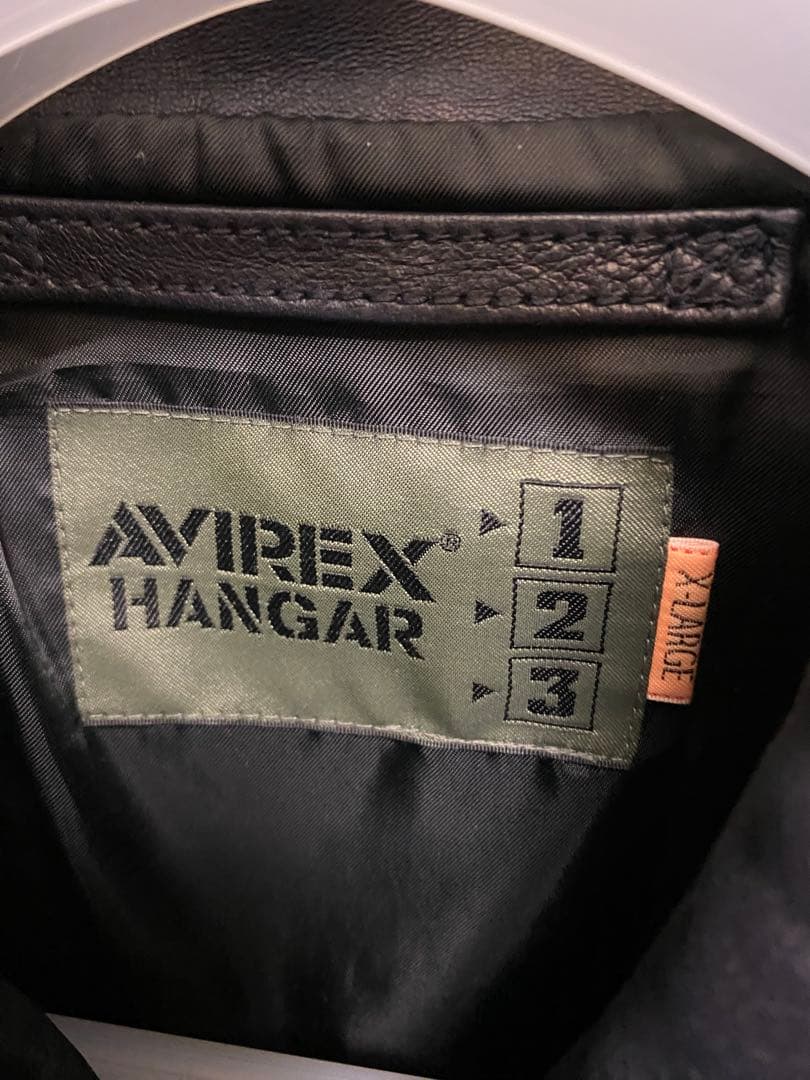 AVIREX®
HANGAR
1
2
3
X-LARGE